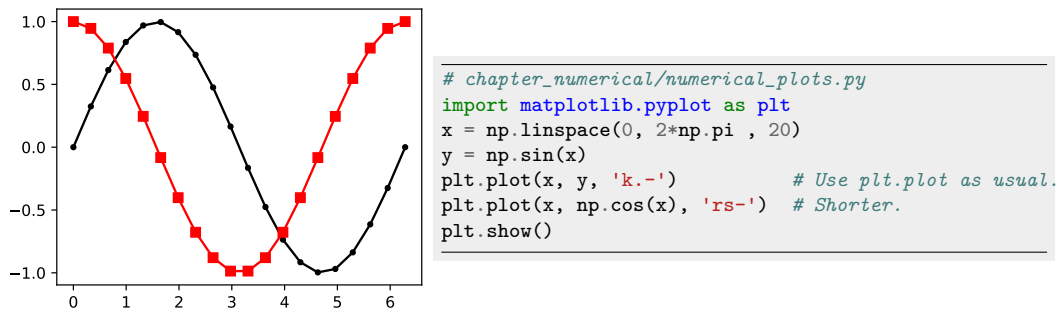 1.0
0.5
0.0
−0.5
−1.0
0 1 2 3 4 5 6
# chapter_numerical/numerical_plots.py
import matplotlib.pyplot as plt
x = np.linspace(0, 2*np.pi , 20)
y = np.sin(x)
plt.plot(x, y, 'k.-') # Use plt.plot as usual.
plt.plot(x, np.cos(x), 'rs-') # Shorter.
plt.show()